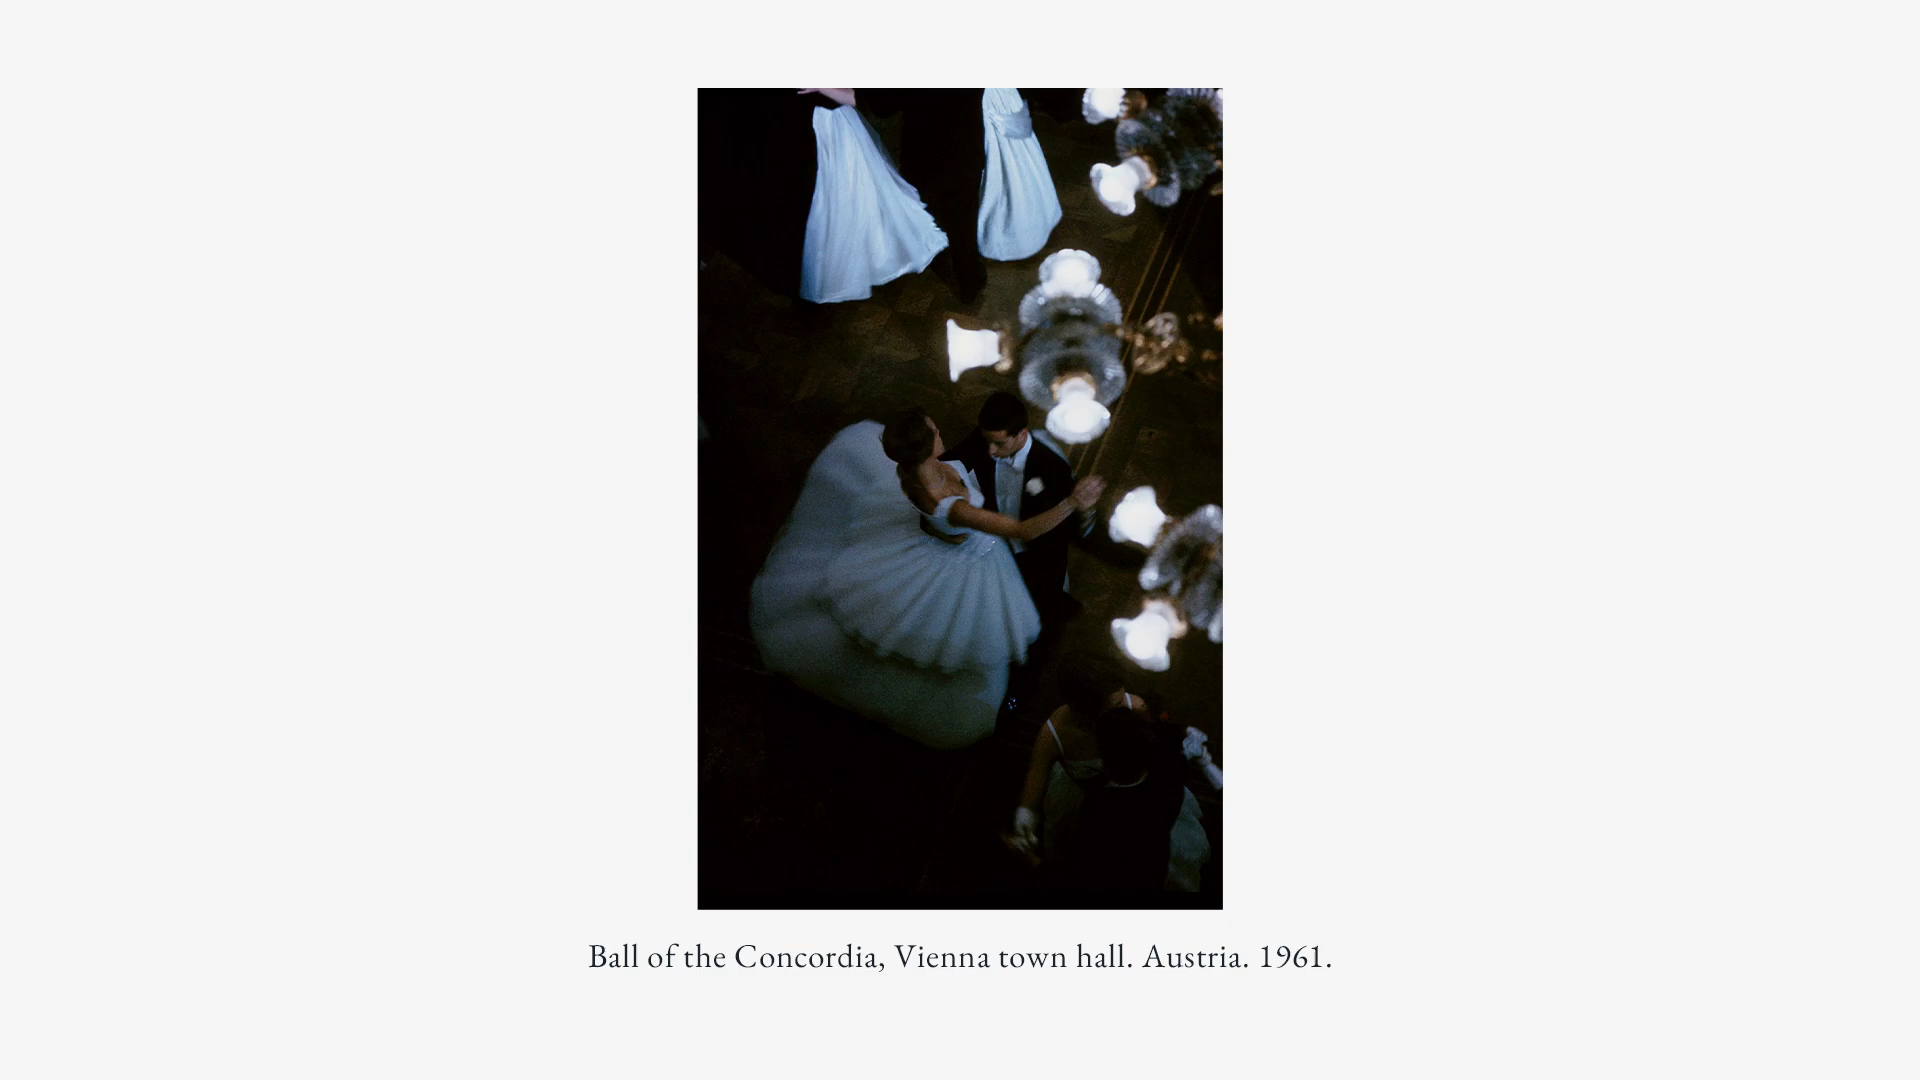 Ball of the Concordia, Vienna town hall. Austria. 1961.